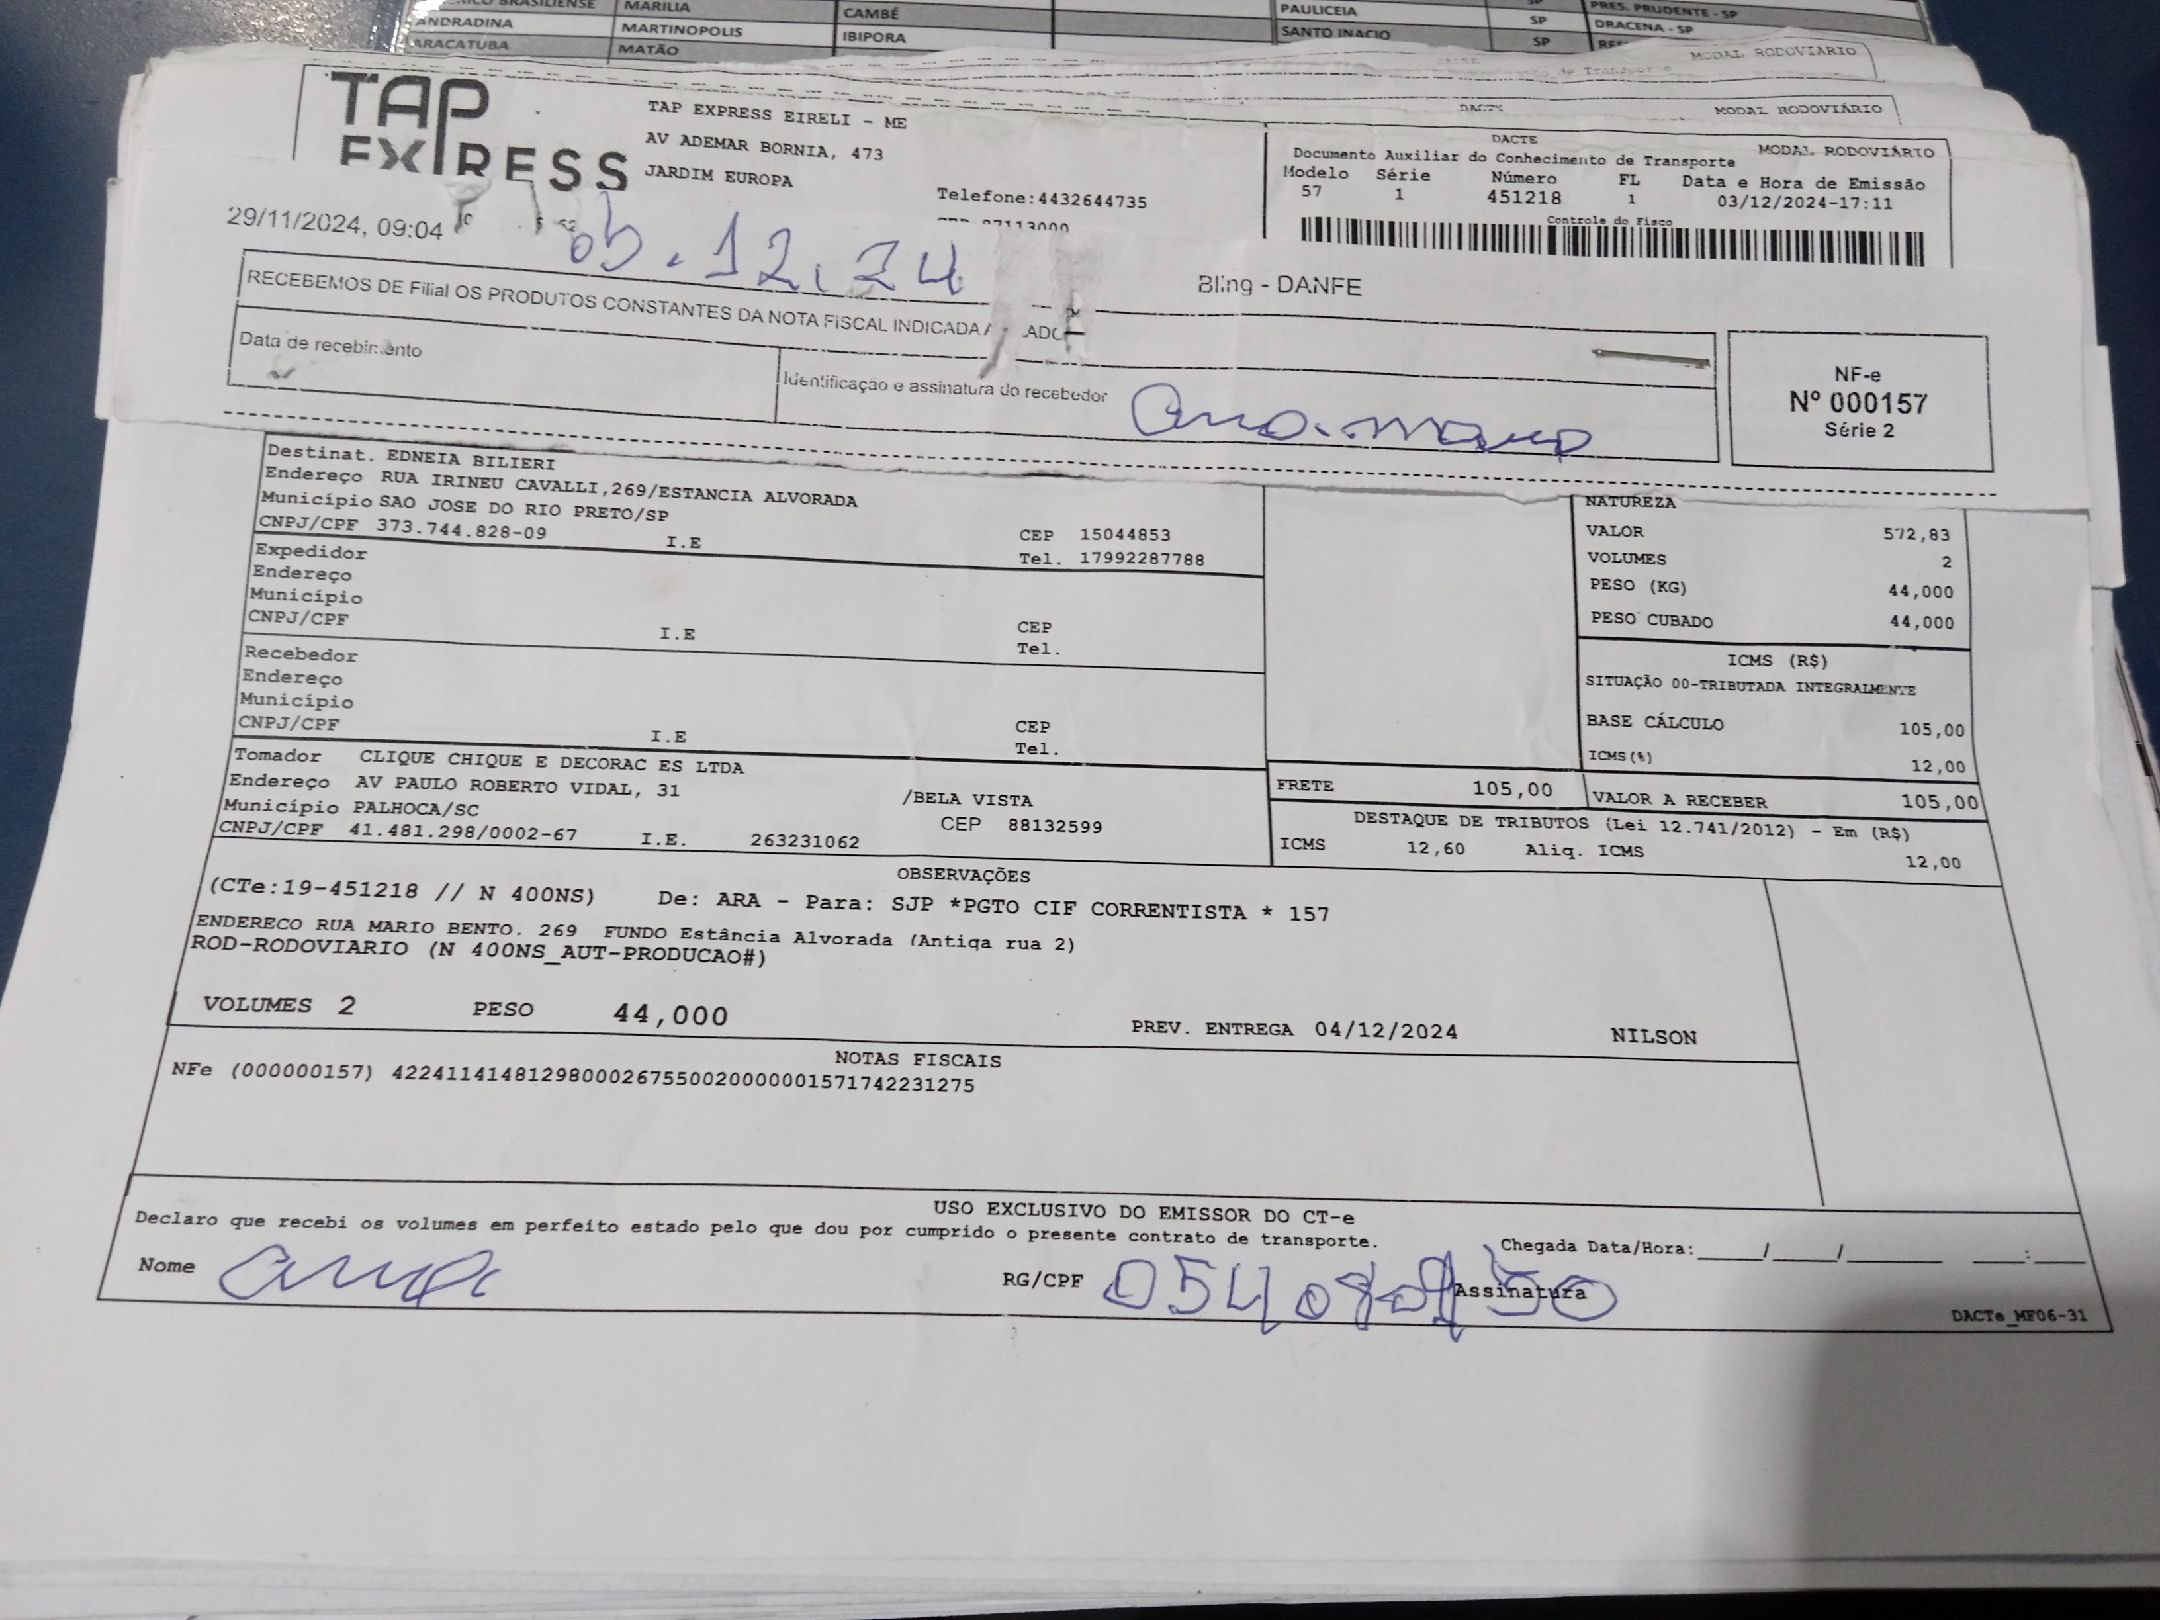 MARILIA
CAMBÉ
PAULICEIA
SP
PRES. PRUDENTE - SP
ANDRADINA
MARTINOPOLIS
IBIPORA
SANTO INACIO
SP
DRACENA - SP
MATÃO
MODAL RODOVIÁRIO
DACTE
MODAL RODOVIÁRIO
TAP EXPRESS
TAP EXPRESS EIRELI - ME
AV ADEMAR BORNIA, 473
JARDIM EUROPA
Telefone:4432644735
DACTE
MODAL RODOVIÁRIO
Documento Auxiliar do Conhecimento de Transporte
Modelo Série Número FL Data e Hora de Emissão
57 1 451218 1 03/12/2024-17:11
Controle do Fisco
29/11/2024, 09:04
.12.24
Bling - DANFE
RECEBEMOS DE Filial OS PRODUTOS CONSTANTES DA NOTA FISCAL INDICADA
Data de recebimento
Identificação e assinatura do recebedor
NF-e
Nº 000157
Série 2
Destinat. EDNEIA BILIERI
Endereço RUA IRINEU CAVALLI,269/ESTANCIA ALVORADA
Município SAO JOSE DO RIO PRETO/SP
CNPJ/CPF 373.744.828-09 I.E
CEP 15044853
Tel. 17992287788
Expedidor
Endereço
Município
CNPJ/CPF I.E
CEP
Tel.
Recebedor
Endereço
Município
CNPJ/CPF I.E
CEP
Tel.
Tomador CLIQUE CHIQUE E DECORAC ES LTDA
Endereço AV PAULO ROBERTO VIDAL, 31 /BELA VISTA
Município PALHOCA/SC CEP 88132599
CNPJ/CPF 41.481.298/0002-67 I.E. 263231062
NATUREZA
VALOR 572,83
VOLUMES 2
PESO (KG) 44,000
PESO CUBADO 44,000
ICMS (R$)
SITUAÇÃO 00-TRIBUTADA INTEGRALMENTE
BASE CÁLCULO 105,00
ICMS(%) 12,00
FRETE 105,00 VALOR A RECEBER 105,00
DESTAQUE DE TRIBUTOS (Lei 12.741/2012) - Em (R$)
ICMS 12,60 Aliq. ICMS 12,00
OBSERVAÇÕES
(CTe:19-451218 // N 400NS) De: ARA - Para: SJP *PGTO CIF CORRENTISTA * 157
ENDERECO RUA MARIO BENTO. 269 FUNDO Estância Alvorada (Antiga rua 2)
ROD-RODOVIARIO (N 400NS_AUT-PRODUCAO#)
VOLUMES 2 PESO 44,000 PREV. ENTREGA 04/12/2024 NILSON
NOTAS FISCAIS
NFe (000000157) 42241141481298000267550020000001571742231275
USO EXCLUSIVO DO EMISSOR DO CT-e
Declaro que recebi os volumes em perfeito estado pelo que dou por cumprido o presente contrato de transporte.
Chegada Data/Hora:_____/_____/_______ ____:____
Nome
RG/CPF
Assinatura
DACTe_MF06-31